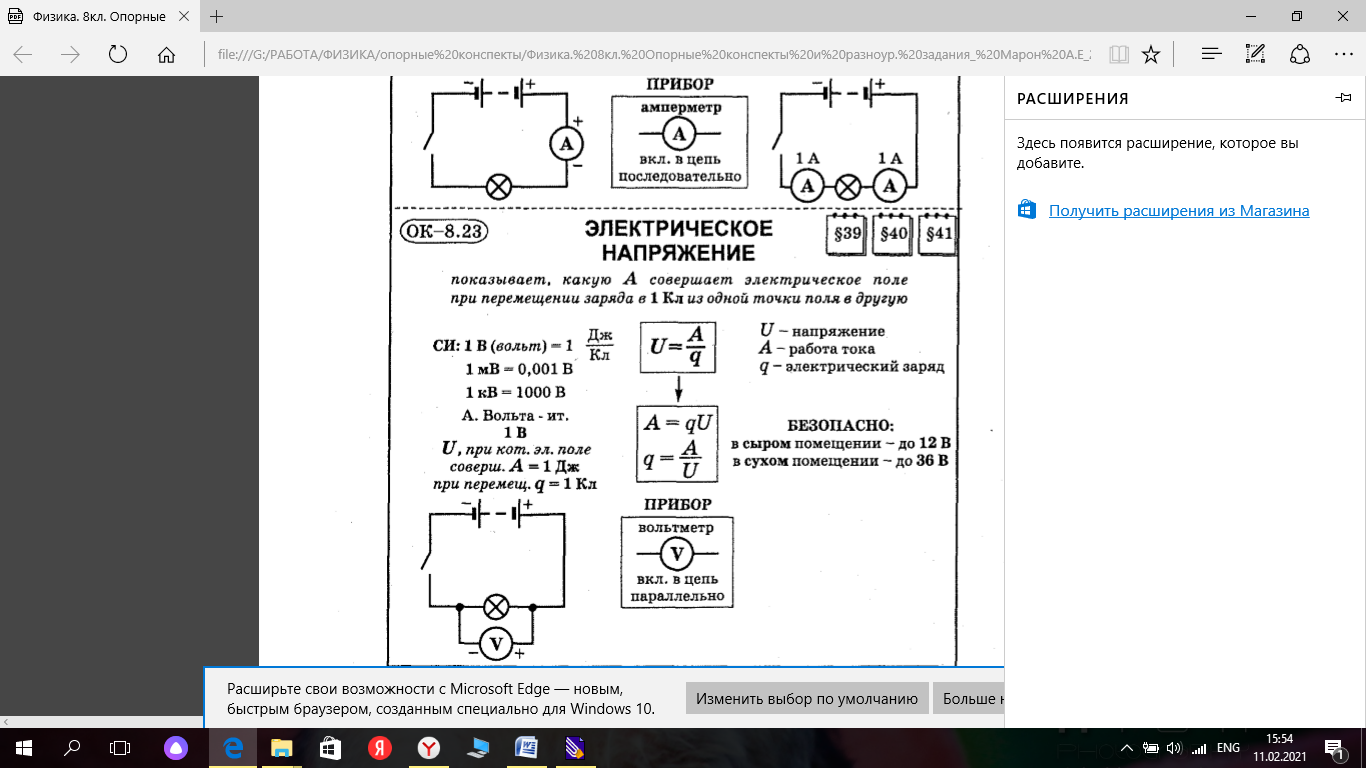 Физика. 8кл. Опорные
file:///G:/РАБОТА/ФИЗИКА/опорные%20конспекты/Физика.%208кл.%20Опорные%20конспекты%20и%20разноур.%20задания_%20Марон%20А.Е_
− +
ПРИБОР
амперметр
A
вкл. в цепь
последовательно
+
A
−
− +
1 А 1 А
A A
ОК–8.23
ЭЛЕКТРИЧЕСКОЕ
НАПРЯЖЕНИЕ
§39 §40 §41
показывает, какую A совершает электрическое поле
при перемещении заряда в 1 Кл из одной точки поля в другую
СИ: 1 В (вольт) = 1 Дж/Кл
1 мВ = 0,001 В
1 кВ = 1000 В
А. Вольта - ит.
1 В
U, при кот. эл. поле
соверш. A = 1 Дж
при перемещ. q = 1 Кл
U = A/q
A = qU
q = A/U
U – напряжение
A – работа тока
q – электрический заряд
БЕЗОПАСНО:
в сыром помещении – до 12 В
в сухом помещении – до 36 В
− +
V
− +
ПРИБОР
вольтметр
V
вкл. в цепь
параллельно
РАСШИРЕНИЯ
Здесь появится расширение, которое вы
добавите.
Получить расширения из Магазина
Расширьте свои возможности с Microsoft Edge — новым,
быстрым браузером, созданным специально для Windows 10.
Изменить выбор по умолчанию
Больше
ENG
15:54
11.02.2021
1